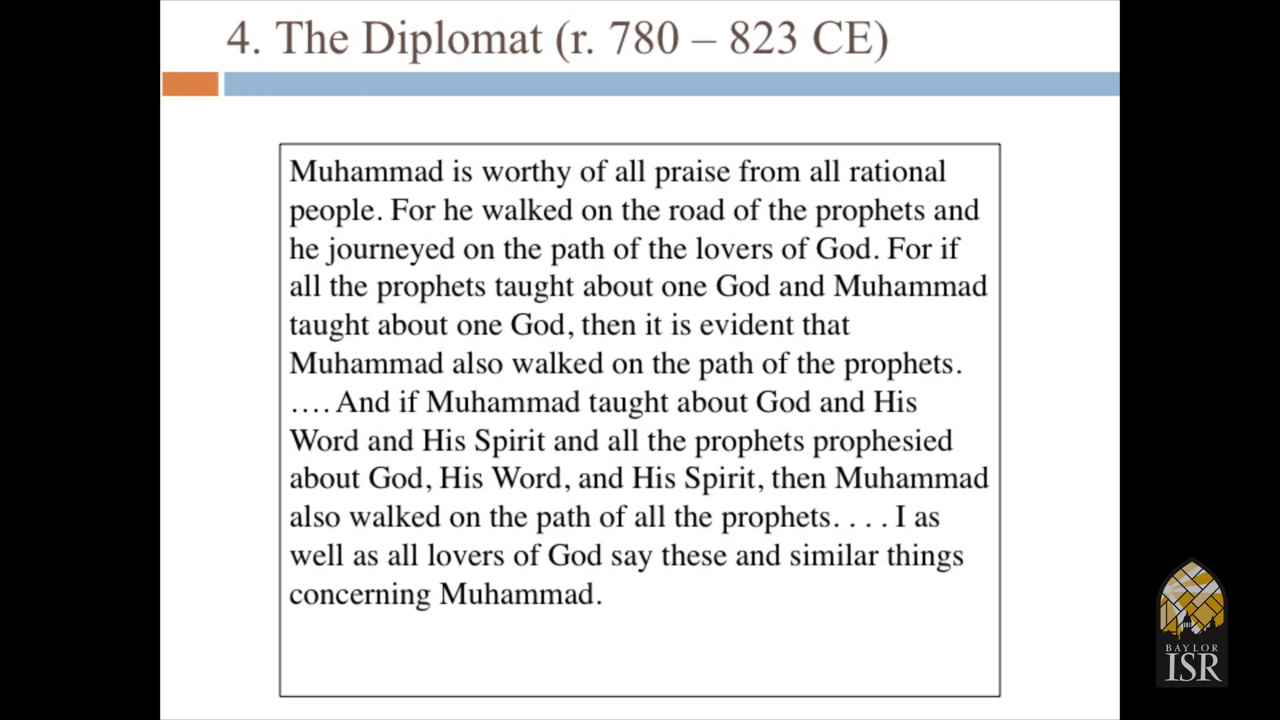 4. The Diplomat (r. 780 – 823 CE)
Muhammad is worthy of all praise from all rational
people. For he walked on the road of the prophets and
he journeyed on the path of the lovers of God. For if
all the prophets taught about one God and Muhammad
taught about one God, then it is evident that
Muhammad also walked on the path of the prophets.
…. And if Muhammad taught about God and His
Word and His Spirit and all the prophets prophesied
about God, His Word, and His Spirit, then Muhammad
also walked on the path of all the prophets. . . . I as
well as all lovers of God say these and similar things
concerning Muhammad.
BAYLOR
ISR